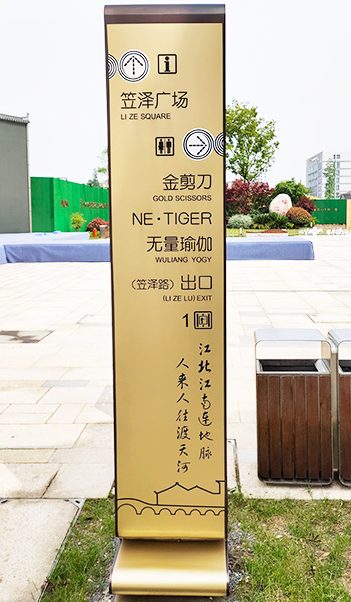 i
笠泽广场
LI ZE SQUARE
金剪刀
GOLD SCISSORS
NE·TIGER
无量瑜伽
WULIANG YOGY
(笠泽路) 出口
(LI ZE LU) EXIT
1
江北江南连地脉
人来人往渡天河